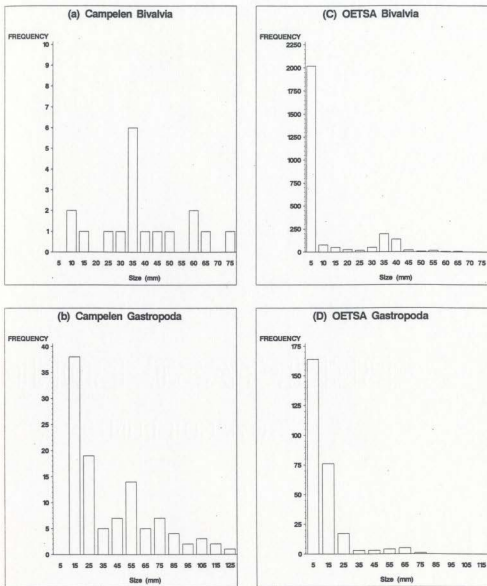 (a) Campelen Bivalvia
FREQUENCY
10
9
8
7
6
5
4
3
2
1
0
5 10 15 20 25 30 35 40 45 50 55 60 65 70 75
Size (mm)
(C) OETSA Bivalvia
FREQUENCY
2250
2000
1750
1500
1250
1000
750
500
250
0
5 10 15 20 25 30 35 40 45 50 55 60 65 70 75
Size (mm)
(b) Campelen Gastropoda
FREQUENCY
40
35
30
25
20
15
10
5
0
5 15 25 35 45 55 65 75 85 95 105 115 125
Size (mm)
(D) OETSA Gastropoda
FREQUENCY
175
150
125
100
75
50
25
0
5 15 25 35 45 55 65 75 85 95 105 115
Size (mm)